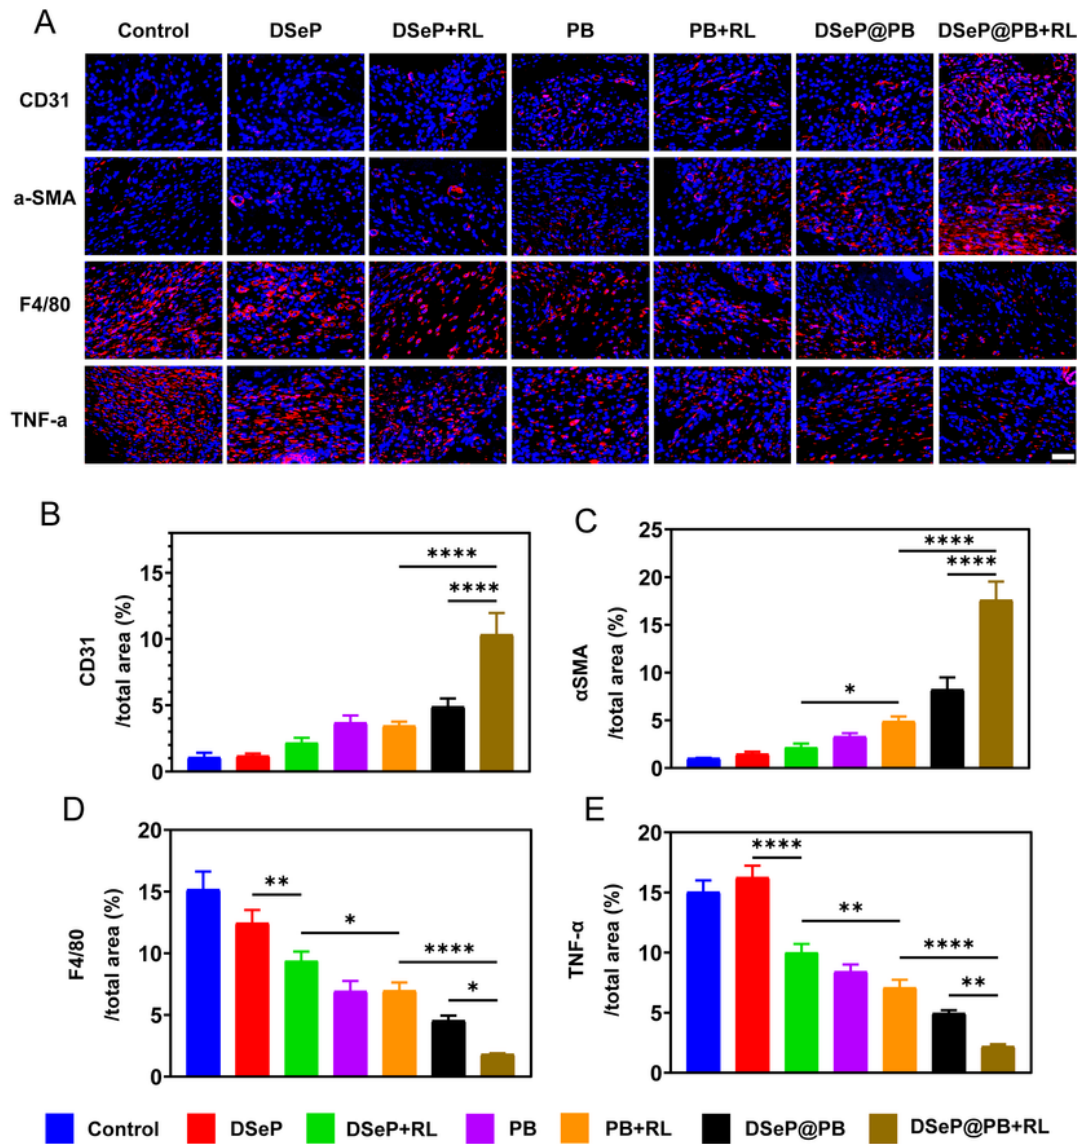 A
Control DSeP DSeP+RL PB PB+RL DSeP@PB DSeP@PB+RL
CD31
a-SMA
F4/80
TNF-a
B
CD31
/total area (%)
15
10
5
0
****
****
C
αSMA
/total area (%)
25
20
15
10
5
0
****
****
*
D
F4/80
/total area (%)
20
15
10
5
0
**
*
****
*
E
TNF-α
/total area (%)
20
15
10
5
0
****
**
****
**
Control DSeP DSeP+RL PB PB+RL DSeP@PB DSeP@PB+RL